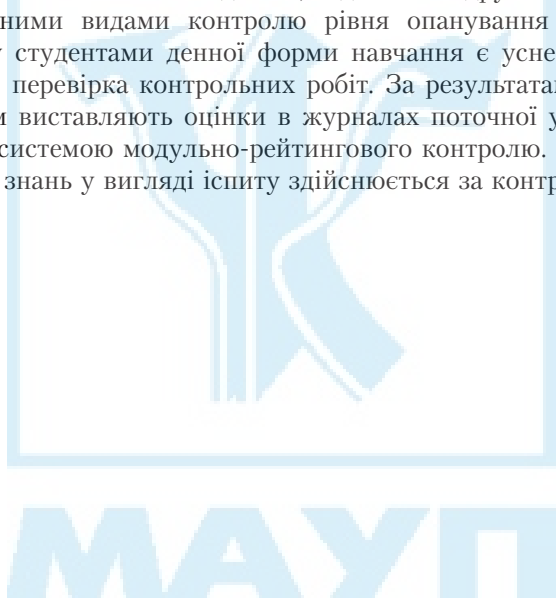 ними видами контролю рівня опанування
у студентами денної форми навчання є усне
перевірка контрольних робіт. За результата
м виставляють оцінки в журналах поточної у
системою модульно-рейтингового контролю.
знань у вигляді іспиту здійснюється за контр
МАУП